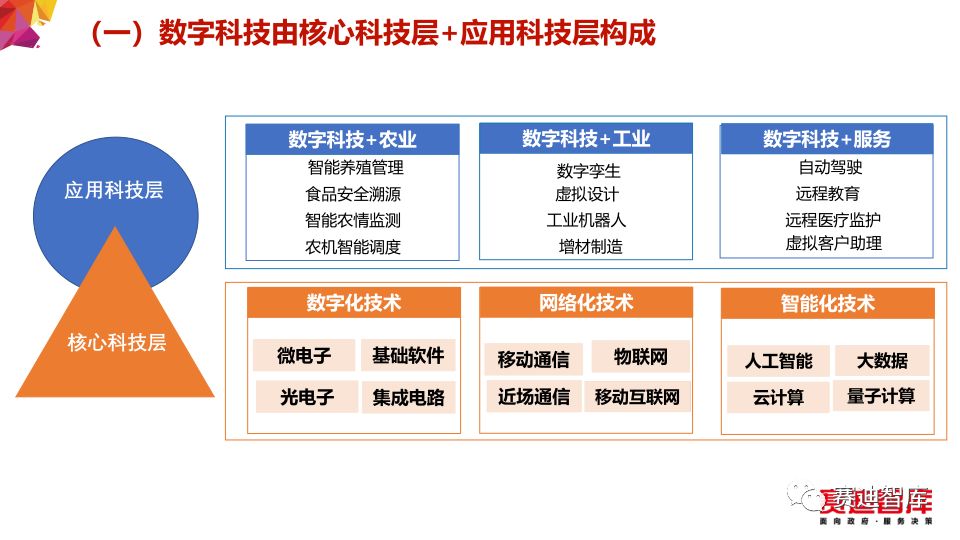 （一）数字科技由核心科技层+应用科技层构成
应用科技层
核心科技层
数字科技+农业
智能养殖管理
食品安全溯源
智能农情监测
农机智能调度
数字科技+工业
数字孪生
虚拟设计
工业机器人
增材制造
数字科技+服务
自动驾驶
远程教育
远程医疗监护
虚拟客户助理
数字化技术
微电子 基础软件
光电子 集成电路
网络化技术
移动通信 物联网
近场通信 移动互联网
智能化技术
人工智能 大数据
云计算 量子计算
赛迪智库
赛迪智库
面向政府·服务决策